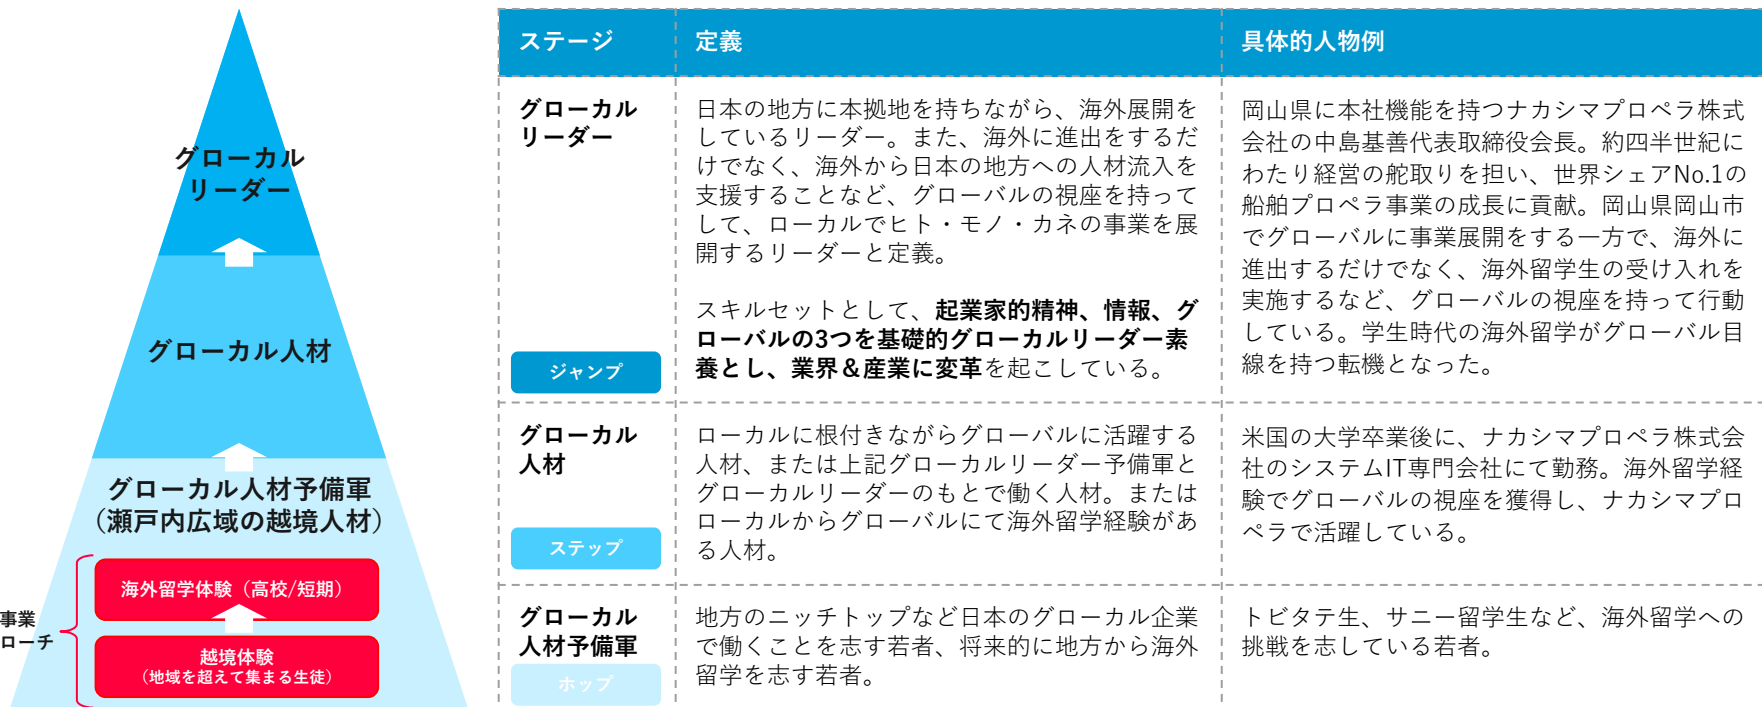 グローカル
リーダー
グローカル人材
グローカル人材予備軍
（瀬戸内広域の越境人材）
海外留学体験（高校/短期）
越境体験
（地域を超えて集まる生徒）
事業
ローチ
ステージ
定義
具体的人物例
グローカル
リーダー
ジャンプ
日本の地方に本拠地を持ちながら、海外展開を
しているリーダー。また、海外に進出をするだ
けでなく、海外から日本の地方への人材流入を
支援することなど、グローバルの視座を持って
して、ローカルでヒト・モノ・カネの事業を展
開するリーダーと定義。
スキルセットとして、起業家的精神、情報、グ
ローバルの3つを基礎的グローカルリーダー素
養とし、業界＆産業に変革を起こしている。
岡山県に本社機能を持つナカシマプロペラ株式
会社の中島基善代表取締役会長。約四半世紀に
わたり経営の舵取りを担い、世界シェアNo.1の
船舶プロペラ事業の成長に貢献。岡山県岡山市
でグローバルに事業展開をする一方で、海外に
進出するだけでなく、海外留学生の受け入れを
実施するなど、グローバルの視座を持って行動
している。学生時代の海外留学がグローバル目
線を持つ転機となった。
グローカル
人材
ステップ
ローカルに根付きながらグローバルに活躍する
人材、または上記グローカルリーダー予備軍と
グローカルリーダーのもとで働く人材。または
ローカルからグローバルにて海外留学経験があ
る人材。
米国の大学卒業後に、ナカシマプロペラ株式会
社のシステムIT専門会社にて勤務。海外留学経
験でグローバルの視座を獲得し、ナカシマプロ
ペラで活躍している。
グローカル
人材予備軍
ホップ
地方のニッチトップなど日本のグローカル企業
で働くことを志す若者、将来的に地方から海外
留学を志す若者。
トビタテ生、サニー留学生など、海外留学への
挑戦を志している若者。